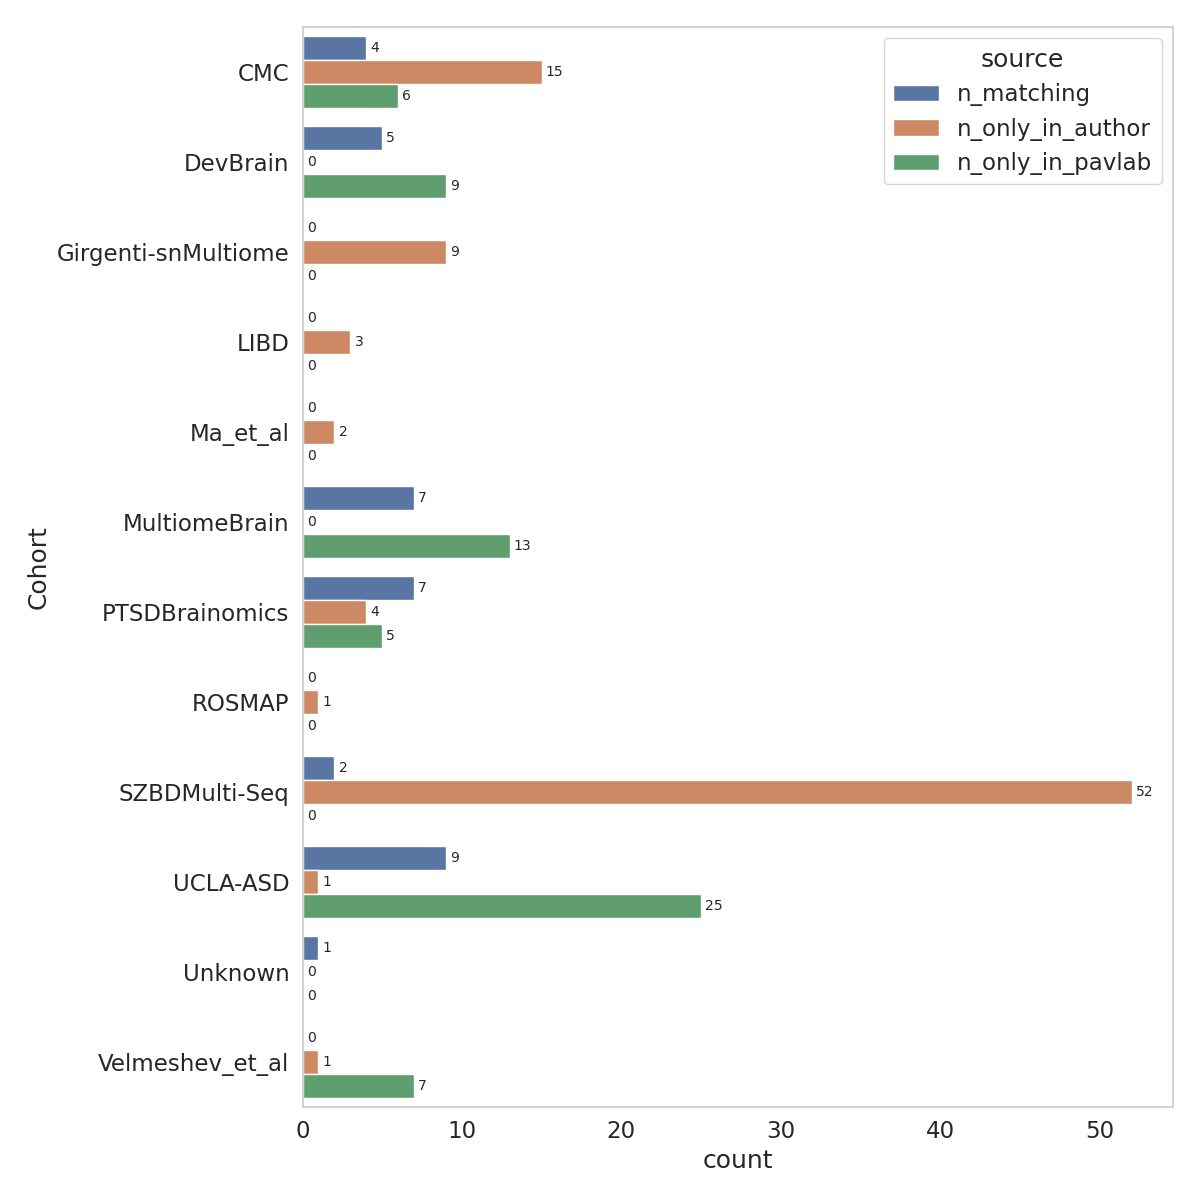 source
n_matching
n_only_in_author
n_only_in_pavlab
Cohort
CMC
4
15
6
DevBrain
5
0
9
Girgenti-snMultiome
0
9
0
LIBD
0
3
0
Ma_et_al
0
2
0
MultiomeBrain
7
0
13
PTSDBrainomics
7
4
5
ROSMAP
0
1
0
SZBDMulti-Seq
2
52
0
UCLA-ASD
9
1
25
Unknown
1
0
0
Velmeshev_et_al
0
1
7
0 10 20 30 40 50
count